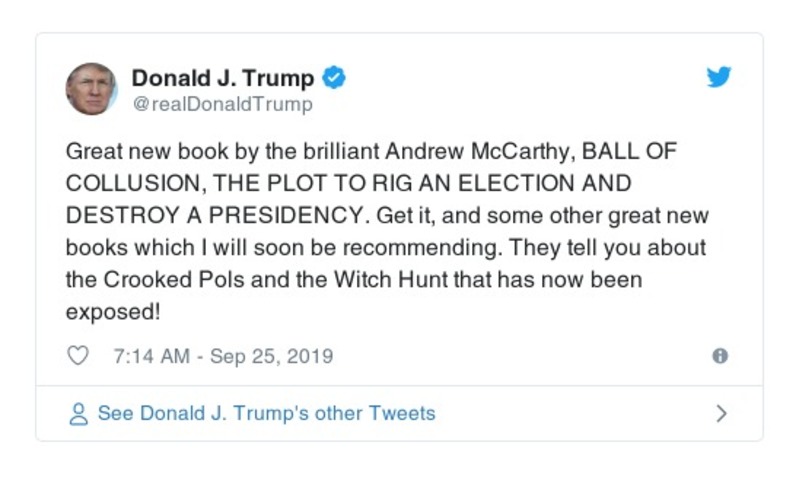 Donald J. Trump
@realDonaldTrump
Great new book by the brilliant Andrew McCarthy, BALL OF
COLLUSION, THE PLOT TO RIG AN ELECTION AND
DESTROY A PRESIDENCY. Get it, and some other great new
books which I will soon be recommending. They tell you about
the Crooked Pols and the Witch Hunt that has now been
exposed!
7:14 AM - Sep 25, 2019
See Donald J. Trump's other Tweets